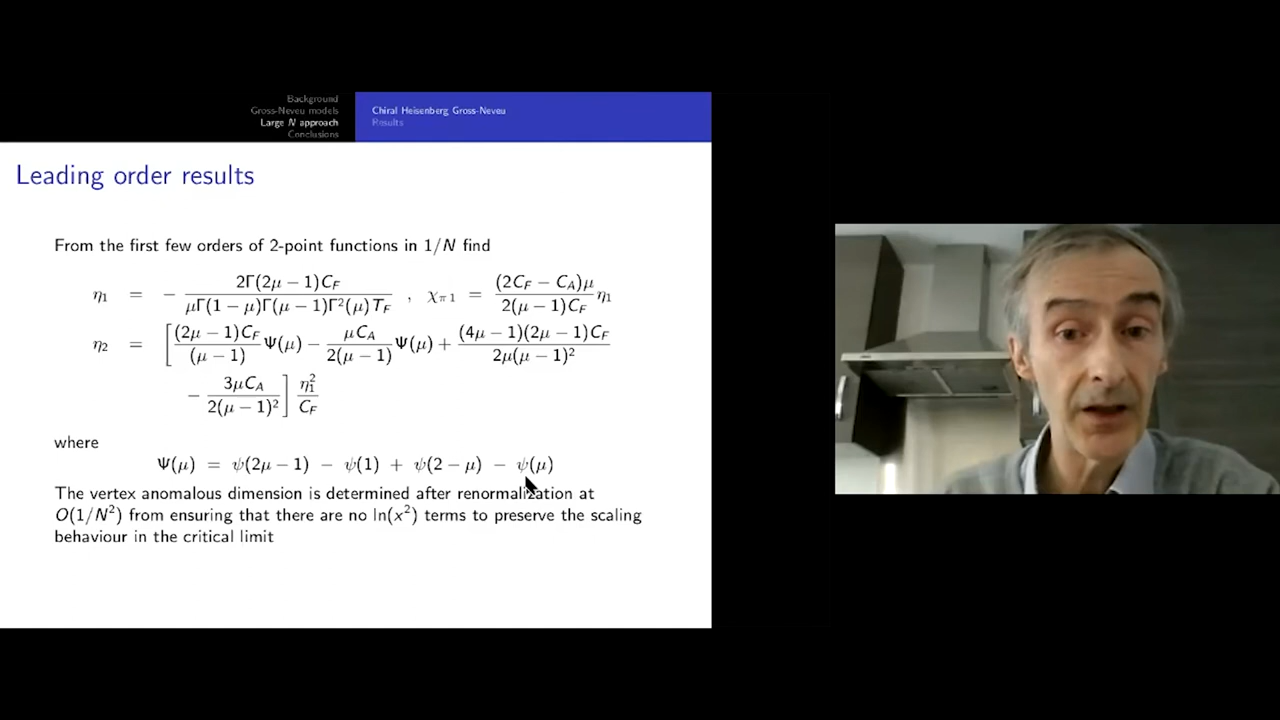 Background
Gross-Neveu models
Large N approach
Conclusions
Chiral Heisenberg Gross-Neveu
Results
Leading order results
From the first few orders of 2-point functions in 1/N find
η₁ = − 2Γ(2μ − 1)C_F / μΓ(1 − μ)Γ(μ − 1)Γ²(μ)T_F , χ_π 1 = (2C_F − C_A)μ / 2(μ − 1)C_F η₁
η₂ = [ (2μ − 1)C_F / (μ − 1) Ψ(μ) − μC_A / 2(μ − 1) Ψ(μ) + (4μ − 1)(2μ − 1)C_F / 2μ(μ − 1)²
− 3μC_A / 2(μ − 1)² ] η₁² / C_F
where
Ψ(μ) = ψ(2μ − 1) − ψ(1) + ψ(2 − μ) − ψ(μ)
The vertex anomalous dimension is determined after renormalization at
O(1/N²) from ensuring that there are no ln(x²) terms to preserve the scaling
behaviour in the critical limit